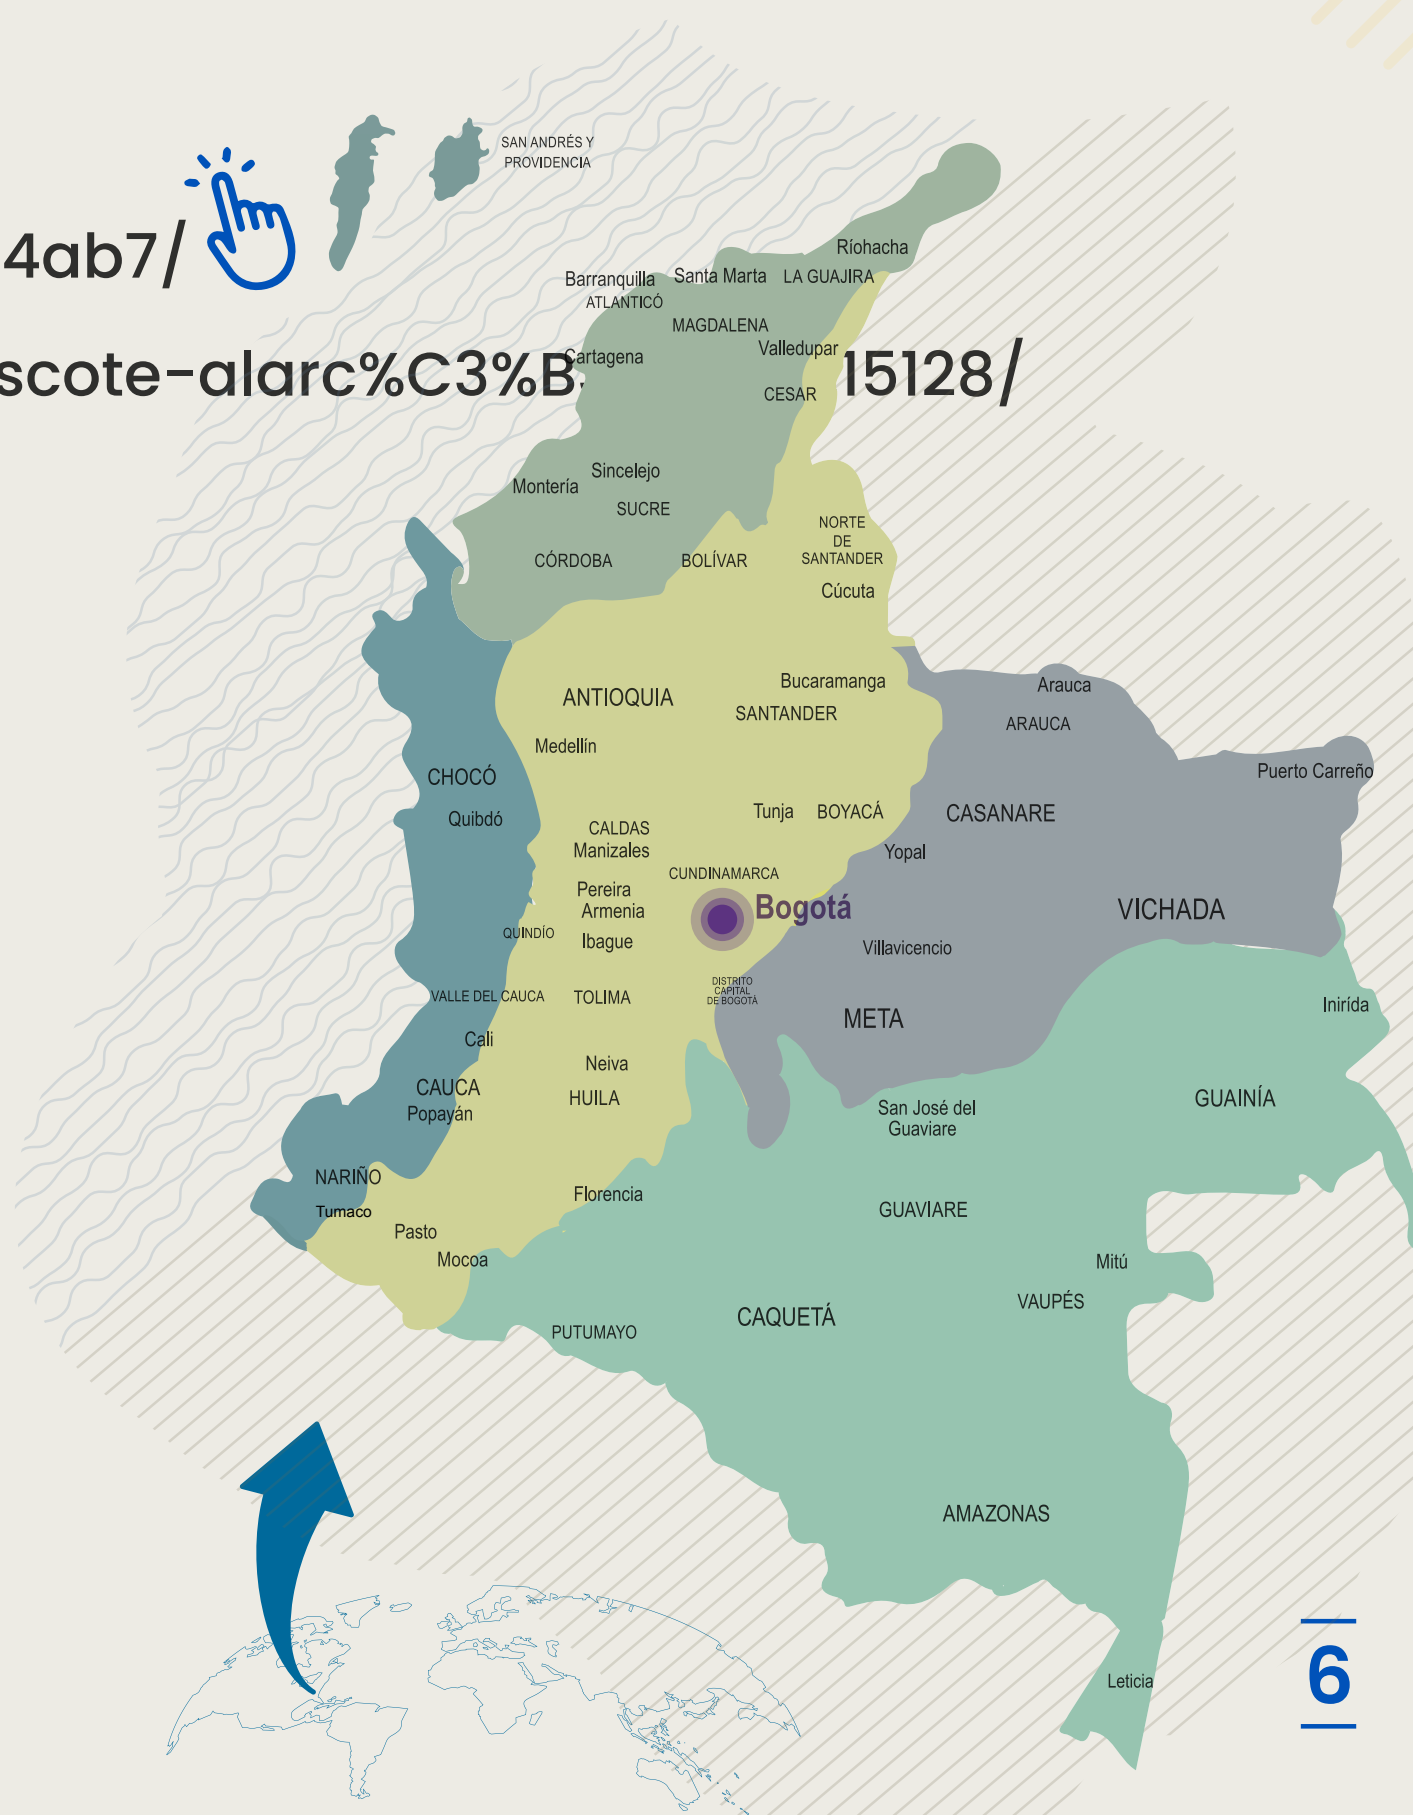 SAN ANDRÉS Y
PROVIDENCIA
4ab7/
Ríohacha
Barranquilla
Santa Marta
LA GUAJIRA
ATLANTICÓ
MAGDALENA
Cartagena
Valledupar
scote-alarc%C3%B
15128/
CESAR
Sincelejo
Montería
SUCRE
NORTE
DE
SANTANDER
CÓRDOBA
BOLÍVAR
Cúcuta
Bucaramanga
Arauca
ANTIOQUIA
SANTANDER
ARAUCA
Medellín
CHOCÓ
Puerto Carreño
Quibdó
Tunja
BOYACÁ
CASANARE
CALDAS
Manizales
Yopal
CUNDINAMARCA
Pereira
Armenia
Bogotá
VICHADA
QUINDÍO
Ibague
Villavicencio
DISTRITO
CAPITAL
DE BOGOTÁ
VALLE DEL CAUCA
TOLIMA
Inirída
META
Cali
Neiva
CAUCA
HUILA
GUAINÍA
Popayán
San José del
Guaviare
NARIÑO
Florencia
Tumaco
GUAVIARE
Pasto
Mocoa
Mitú
VAUPÉS
CAQUETÁ
PUTUMAYO
AMAZONAS
Leticia
6